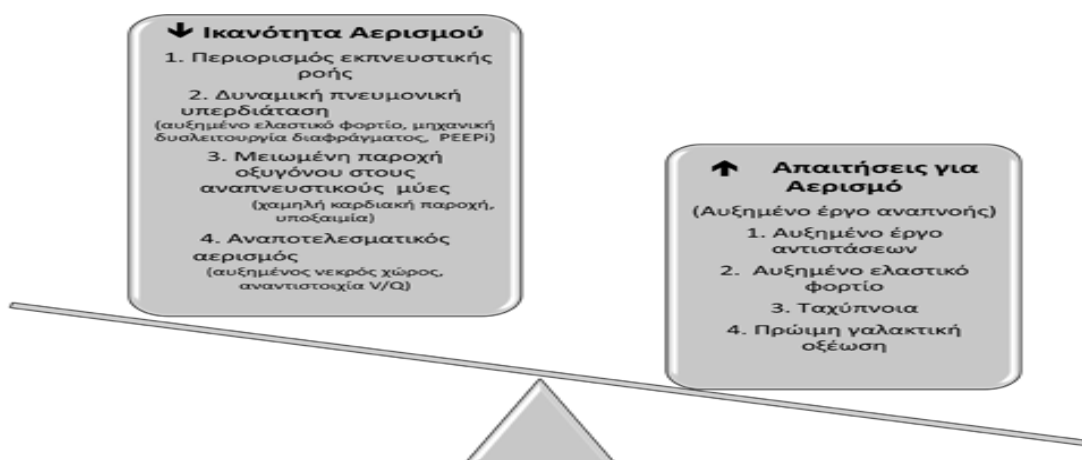 ↓ Ικανότητα Αερισμού
1. Περιορισμός εκπνευστικής
ροής
2. Δυναμική πνευμονική
υπερδιάταση
(αυξημένο ελαστικό φορτίο, μηχανική
δυσλειτουργία διαφράγματος, PEEPi)
3. Μειωμένη παροχή
οξυγόνου στους
αναπνευστικούς μύες
(χαμηλή καρδιακή παροχή,
υποξαιμία)
4. Αναποτελεσματικός
αερισμός
(αυξημένος νεκρός χώρος,
αναντιστοιχία V/Q)
↑ Απαιτήσεις για
Αερισμό
(Αυξημένο έργο αναπνοής)
1. Αυξημένο έργο
αντιστάσεων
2. Αυξημένο ελαστικό
φορτίο
3. Ταχύπνοια
4. Πρώιμη γαλακτική
οξέωση